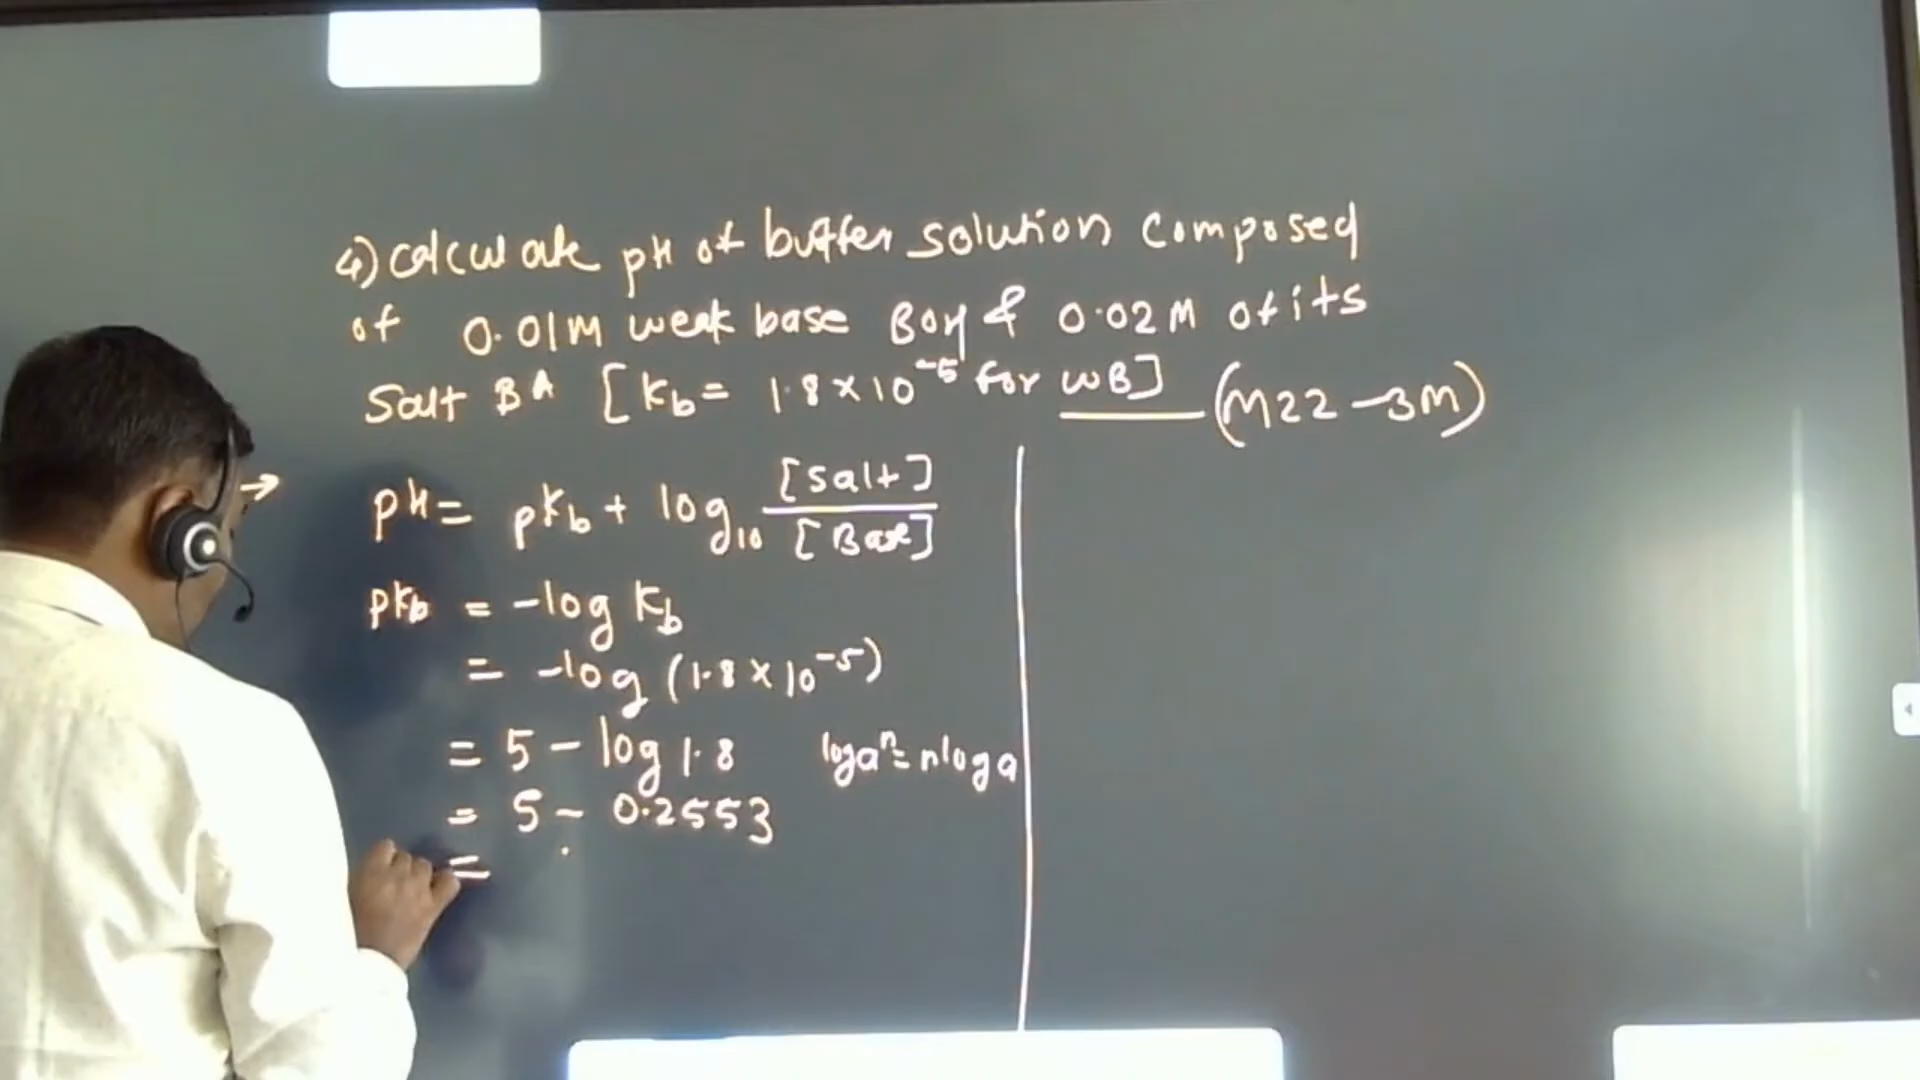 4) Calculate pH of buffer solution composed
of 0.01M weak base BOH & 0.02M of its
Salt BA [Kb = 1.8 × 10⁻⁵ for WB] (M22 - 3M)
→ pH = pKb + log₁₀ [Salt] / [Base]
pKb = -log Kb
= -log (1.8 × 10⁻⁵)
= 5 - log 1.8 log aⁿ = n log a
= 5 - 0.2553
=